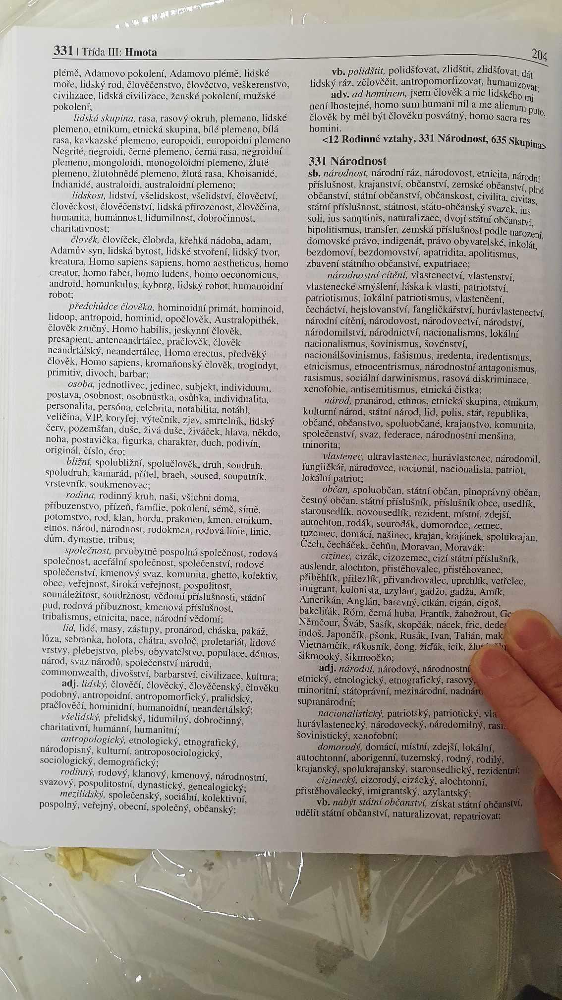 331 | Třída III: Hmota
204
plémě, Adamovo pokolení, Adamovo plémě, lidské
moře, lidský rod, člověčenstvo, člověctvo, veškerenstvo,
civilizace, lidská civilizace, ženské pokolení, mužské
pokolení;
lidská skupina, rasa, rasový okruh, plemeno, lidské
plemeno, etnikum, etnická skupina, bílé plemeno, bílá
rasa, kavkazské plemeno, europoidi, europoidní plemeno
Negrité, negroidi, černé plemeno, černá rasa, negroidní
plemeno, mongoloidi, monogoloidní plemeno, žluté
plemeno, žlutohnědé plemeno, žlutá rasa, Khoisanidé,
Indianidé, australoidi, australoidní plemeno;
lidskost, lidství, všelidskost, všelidství, člověctví,
člověckost, člověčenství, lidská přirozenost, člověčina,
humanita, humánnost, lidumilnost, dobročinnost,
charitativnost;
člověk, človíček, člobrda, křehká nádoba, adam,
Adamův syn, lidská bytost, lidské stvoření, lidský tvor,
kreatura, Homo sapiens sapiens, homo aestheticus, homo
creator, homo faber, homo ludens, homo oeconomicus,
android, homunkulus, kyborg, lidský robot, humanoidní
robot;
předchůdce člověka, hominoidní primát, hominoid,
lidoop, antropoid, hominid, opočlověk, Australopithék,
člověk zručný, Homo habilis, jeskynní člověk,
presapient, anteneandrtálec, pračlověk, člověk
neandrtálský, neandertálec, Homo erectus, předvěký
člověk, Homo sapiens, kromaňonský člověk, troglodyt,
primitiv, divoch, barbar;
osoba, jednotlivec, jedinec, subjekt, individuum,
postava, osobnost, osobnůstka, osůbka, individualita,
personalita, persóna, celebrita, notabilita, notábl,
veličina, VIP, koryfej, výtečník, zjev, smrtelník, lidský
červ, pozemšťan, duše, živá duše, živáček, hlava, někdo,
noha, postavička, figurka, charakter, duch, podivín,
originál, číslo, éro;
bližní, spolubližní, spolučlověk, druh, soudruh,
spoludruh, kamarád, přítel, brach, soused, souputník,
vrstevník, soukmenovec;
rodina, rodinný kruh, naši, všichni doma,
příbuzenstvo, přízeň, famílie, pokolení, sémě, símě,
potomstvo, rod, klan, horda, prakmen, kmen, etnikum,
etnos, národ, národnost, rodokmen, rodová linie, linie,
dům, dynastie, tribus;
společnost, prvobytně pospolná společnost, rodová
společnost, acefální společnost, společenství, rodové
společenství, kmenový svaz, komunita, ghetto, kolektiv,
obec, veřejnost, široká veřejnost, pospolitost,
sounáležitost, soudržnost, vědomí příslušnosti, stádní
pud, rodová příbuznost, kmenová příslušnost,
tribalismus, etnicita, nace, národní vědomí;
lid, lidé, masy, zástupy, pronárod, cháska, pakáž,
lůza, sebranka, holota, chátra, svoloč, proletariát, lidové
vrstvy, plebejstvo, plebs, obyvatelstvo, populace, démos,
národ, svaz národů, společenství národů,
commonwealth, divošství, barbarství, civilizace, kultura;
adj. lidský, člověčí, člověcký, člověčenský, člověku
podobný, antropoidní, antropomorfický, pralidský,
pračlověčí, hominidní, humanoidní, neandertálský;
všelidský, přelidský, lidumilný, dobročinný,
charitativní, humánní, humanitní;
antropologický, etnologický, etnografický,
národopisný, kulturní, antroposociologický,
sociologický, demografický;
rodinný, rodový, klanový, kmenový, národnostní,
svazový, pospolitostní, dynastický, genealogický;
mezilidský, společenský, sociální, kolektivní,
pospolný, veřejný, obecní, společný, občanský;
vb. polidštit, polidšťovat, zlidštit, zlidšťovat, dát
lidský ráz, zčlověčit, antropomorfizovat, humanizovat;
adv. ad hominem, jsem člověk a nic lidského mi
není lhostejné, homo sum humani nil a me alienum puto,
člověk by měl být člověku posvátný, homo sacra res
homini.
<12 Rodinné vztahy, 331 Národnost, 635 Skupina>
331 Národnost
sb. národnost, národní ráz, národovost, etnicita, národní
příslušnost, krajanství, občanství, zemské občanství, plné
občanství, státní občanství, občanskost, civilita, civitas,
státní příslušnost, státnost, státo-občanský svazek, ius
soli, ius sanquinis, naturalizace, dvojí státní občanství,
bipolitismus, transfer, zemská příslušnost podle narození,
domovské právo, indigenát, právo obyvatelské, inkolát,
bezdomoví, bezdomovství, apatridita, apolitismus,
zbavení státního občanství, expatriace;
národnostní cítění, vlastenectví, vlastenství,
vlastenecké smýšlení, láska k vlasti, patriotství,
patriotismus, lokální patriotismus, vlastenčení,
čecháctví, hejslovanství, fangličkářství, hurávlastenectví,
národní cítění, národovost, národovectví, národství,
národomilství, národnictví, nacionalismus, lokální
nacionalismus, šovinismus, šovénství,
nacionálšovinismus, fašismus, iredenta, iredentismus,
etnicismus, etnocentrismus, národnostní antagonismus,
rasismus, sociální darwinismus, rasová diskriminace,
xenofobie, antisemitismus, etnická čistka;
národ, pranárod, ethnos, etnická skupina, etnikum,
kulturní národ, státní národ, lid, polis, stát, republika,
občané, občanstvo, spoluobčané, krajanstvo, komunita,
společenství, svaz, federace, národnostní menšina,
minorita;
vlastenec, ultravlastenec, hurávlastenec, národomil,
fangličkář, národovec, nacionál, nacionalista, patriot,
lokální patriot;
občan, spoluobčan, státní občan, plnoprávný občan,
čestný občan, státní příslušník, příslušník obce, usedlík,
starousedlík, novousedlík, rezident, místní, zdejší,
autochton, rodák, sourodák, domorodec, zemec,
tuzemec, domácí, našinec, krajan, krajánek, spolukrajan,
Čech, čecháček, čehůn, Moravan, Moravák;
cizinec, cizák, cizozemec, cizí státní příslušník,
auslendr, alochton, přistěhovalec, přistěhovanec,
přiběhlík, přilezlík, přivandrovalec, uprchlík, vetřelec,
imigrant, kolonista, azylant, gadžo, gadža, Amík,
Amerikán, Anglán, barevný, cikán, cigán, cigoš,
bakeliťák, Róm, černá huba, Frantík, žabožrout,
Němčour, Šváb, Sasík, skopčák, nácek, fric,
indoš, Japončík, pšonk, Rusák, Ivan, Talián,
Vietnamčík, rákosník, čong, žiďák, icik,
šikmooký, šikmoočko;
adj. národní, národový, národnostní
etnický, etnologický, etnografický, rasový,
minoritní, státoprávní, mezinárodní,
supranárodní;
nacionalistický, patriotský, patriotický,
hurávlastenecký, národovecký, národomilný,
šovinistický, xenofobní;
domorodý, domácí, místní, zdejší, lokální,
autochtonní, aborigenní, tuzemský, rodný, rodilý,
krajanský, spolukrajanský, starousedlický, rezidentní;
cizinecký, cizorodý, cizácký, alochtonní,
přistěhovalecký, imigrantský, azylantský;
vb. nabýt státní občanství, získat státní občanství,
udělit státní občanství, naturalizovat, repatriovat;